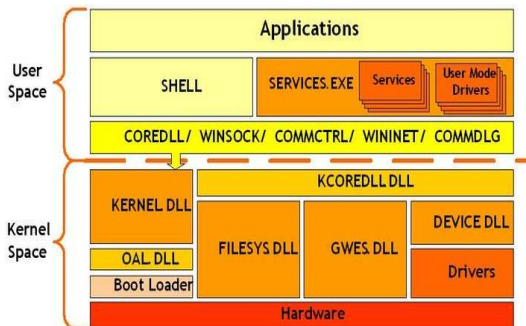 Applications
User
Space
SHELL
SERVICES.EXE
Services
User Mode
Drivers
COREDLL/ WINSOCK/ COMMCTRL/ WININET/ COMMDLG
Kernel
Space
KERNEL.DLL
KCOREDLL.DLL
OAL.DLL
Boot Loader
FILESYS.DLL
GWES.DLL
DEVICE.DLL
Drivers
Hardware